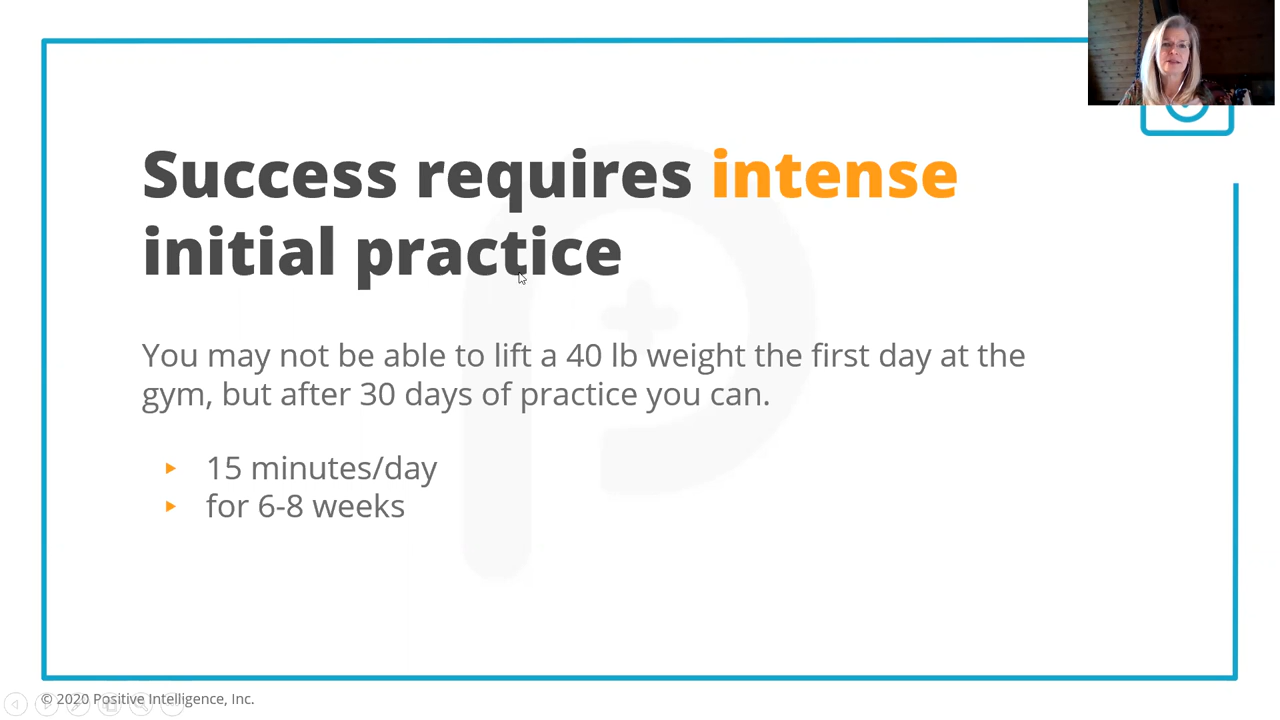 Success requires intense
initial practice
You may not be able to lift a 40 lb weight the first day at the
gym, but after 30 days of practice you can.
15 minutes/day
for 6-8 weeks
© 2020 Positive Intelligence, Inc.